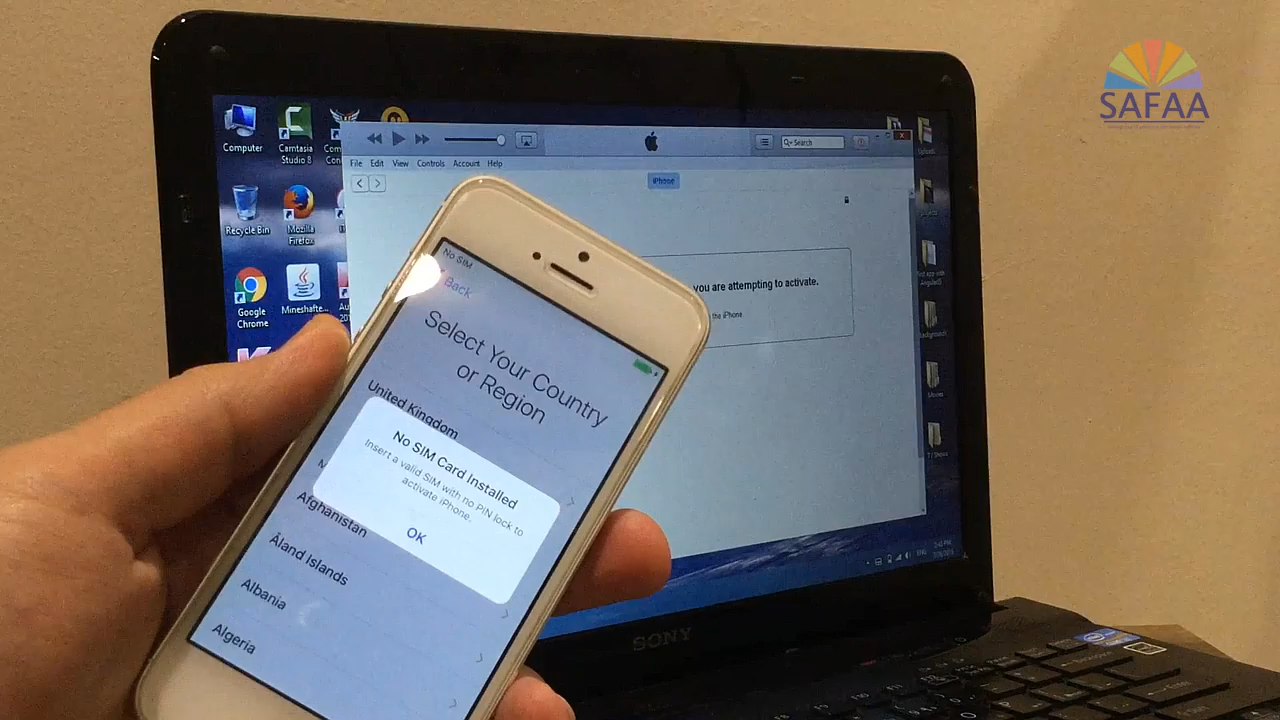 SAFAA
Computer
Camtasia
Studio 8
Recycle Bin
Mozilla
Firefox
Google
Chrome
Mineshafte...
File Edit View Controls Account Help
Search
iPhone
you are attempting to activate.
the iPhone
No SIM
Back
Select Your Country
or Region
United Kingdom
No SIM Card Installed
Insert a valid SIM with no PIN lock to
activate iPhone.
OK
Afghanistan
Åland Islands
Albania
Algeria
SONY